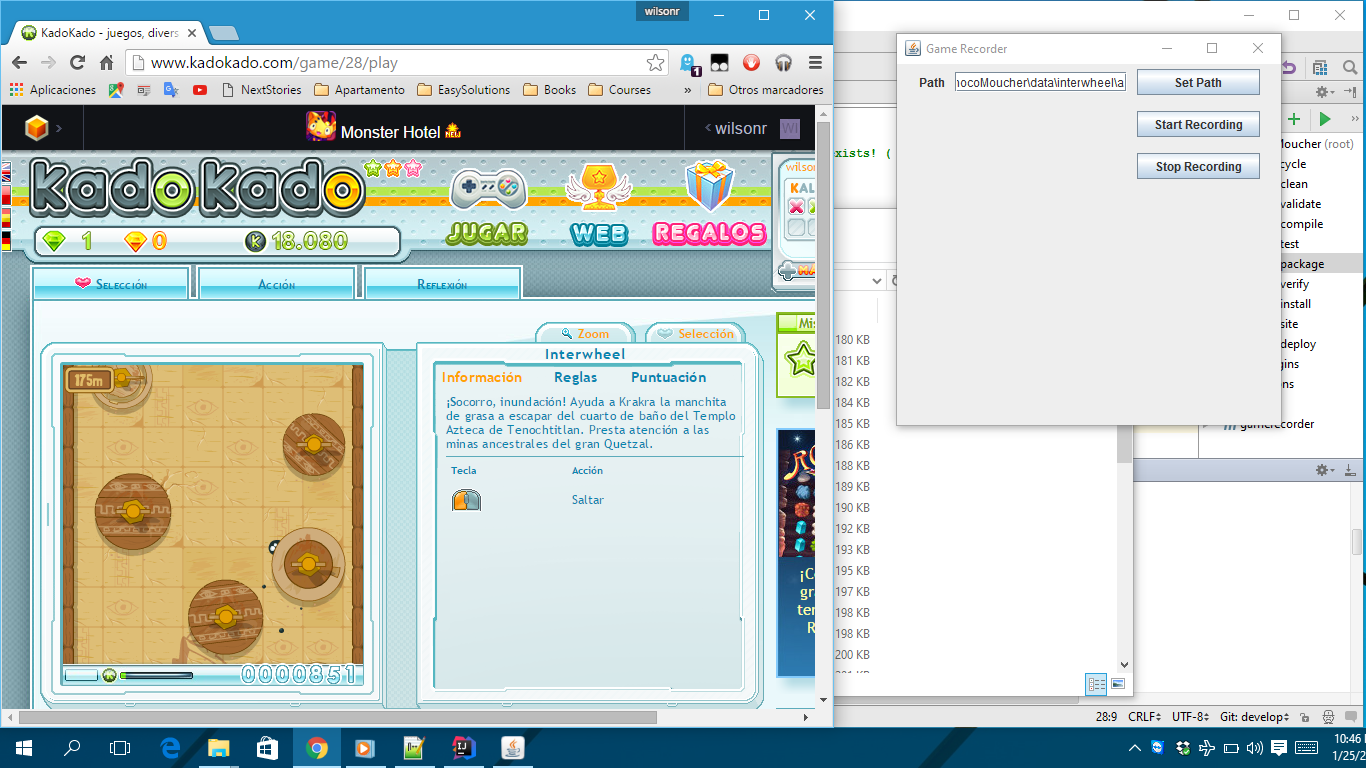 wilsonr
KadoKado - juegos, divers
www.kadokado.com/game/28/play
1
Aplicaciones
NextStories
Apartamento
EasySolutions
Books
Courses
»
Otros marcadores
Monster Hotel NEW
wilsonr
WI
KadoKado
JUGAR
WEB
REGALOS
wilsonr
KAL
1
0
K 18.080
Selección
Acción
Reflexión
Zoom
Selección
Interwheel
Información Reglas Puntuación
¡Socorro, inundación! Ayuda a Krakra la manchita
de grasa a escapar del cuarto de baño del Templo
Azteca de Tenochtitlan. Presta atención a las
minas ancestrales del gran Quetzal.
Tecla Acción
Saltar
175m
K
0000851
Mis
Game Recorder
Path ocoMoucher\data\interwheel\a
Set Path
Start Recording
Stop Recording
xists! (
Moucher (root)
cycle
clean
validate
compile
test
package
verify
install
site
deploy
gins
ns
gamerecorder
180 KB
181 KB
182 KB
184 KB
185 KB
186 KB
188 KB
189 KB
190 KB
192 KB
193 KB
195 KB
197 KB
198 KB
198 KB
200 KB
28:9 CRLF UTF-8 Git: develop
10:46
1/25/2